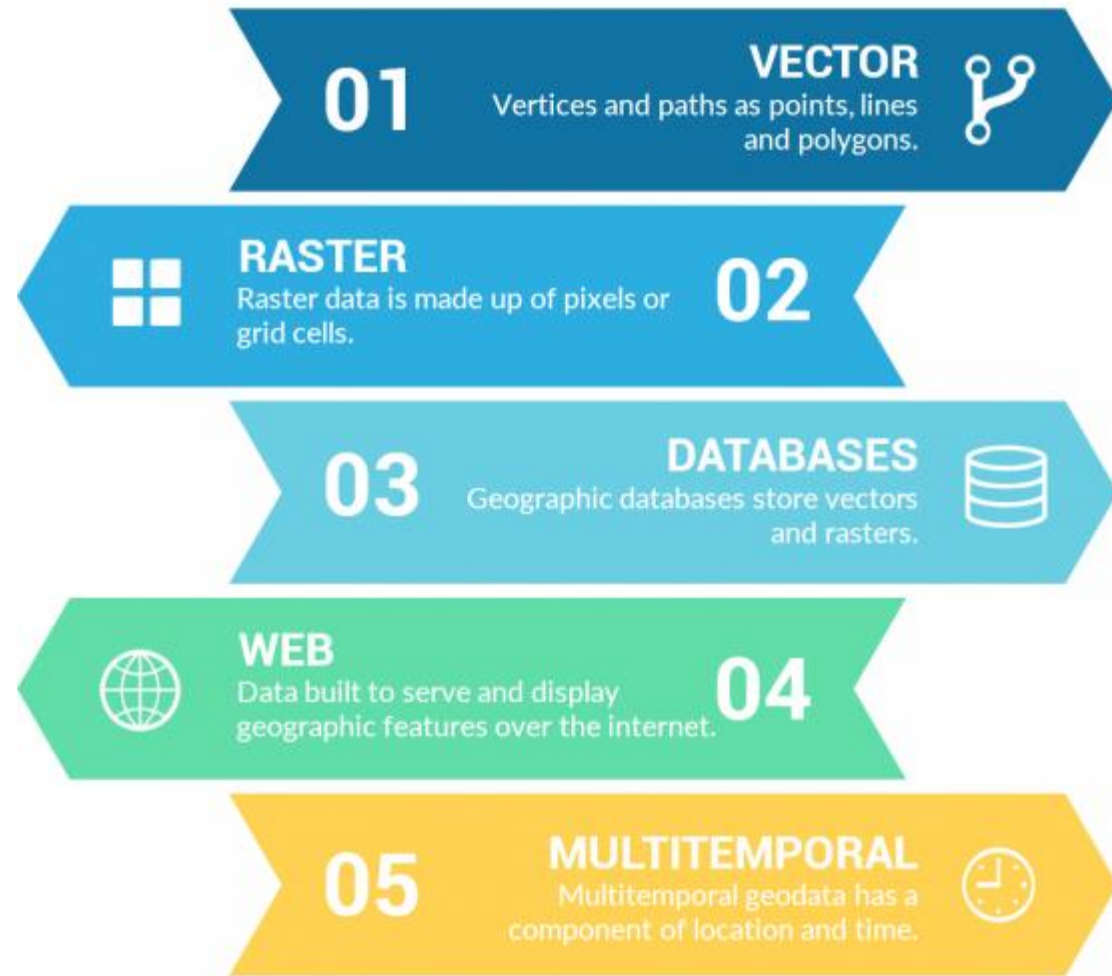 01
VECTOR
Vertices and paths as points, lines
and polygons.
RASTER
Raster data is made up of pixels or
grid cells.
02
03
DATABASES
Geographic databases store vectors
and rasters.
WEB
Data built to serve and display
geographic features over the internet.
04
05
MULTITEMPORAL
Multitemporal geodata has a
component of location and time.